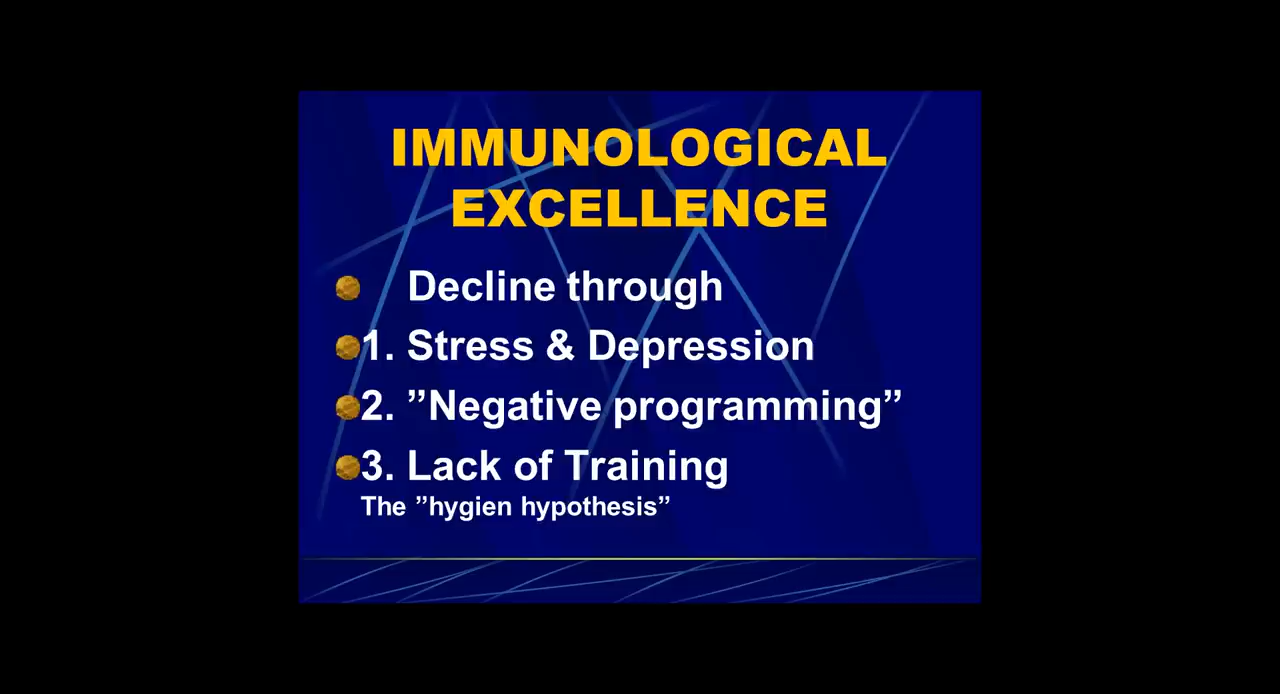 IMMUNOLOGICAL
EXCELLENCE
Decline through
1. Stress & Depression
2. ”Negative programming”
3. Lack of Training
The ”hygien hypothesis”